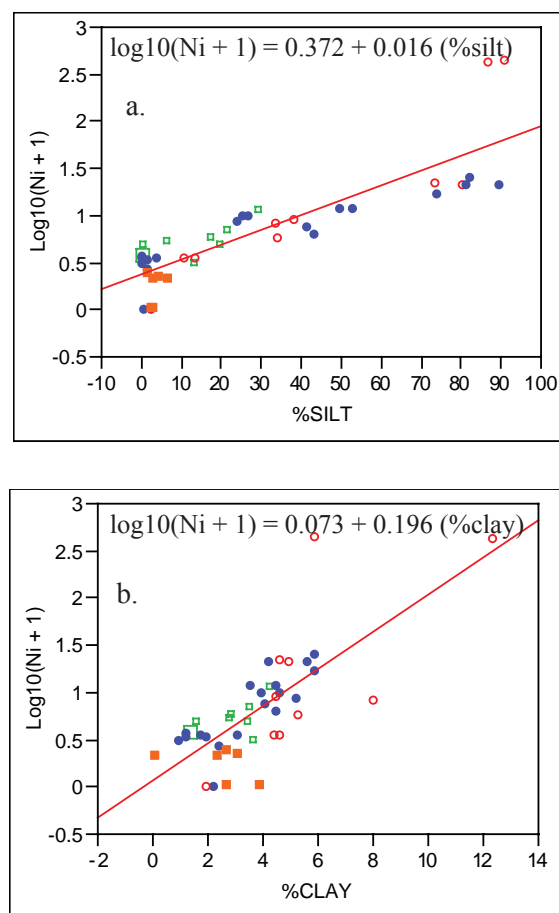 3
log10(Ni + 1) = 0.372 + 0.016 (%silt)
2.5
a.
2
1.5
Log10(Ni + 1)
1
0.5
0
-0.5
-10 0 10 20 30 40 50 60 70 80 90 100
%SILT
3
log10(Ni + 1) = 0.073 + 0.196 (%clay)
2.5
b.
2
1.5
Log10(Ni + 1)
1
0.5
0
-0.5
-2 0 2 4 6 8 10 12 14
%CLAY